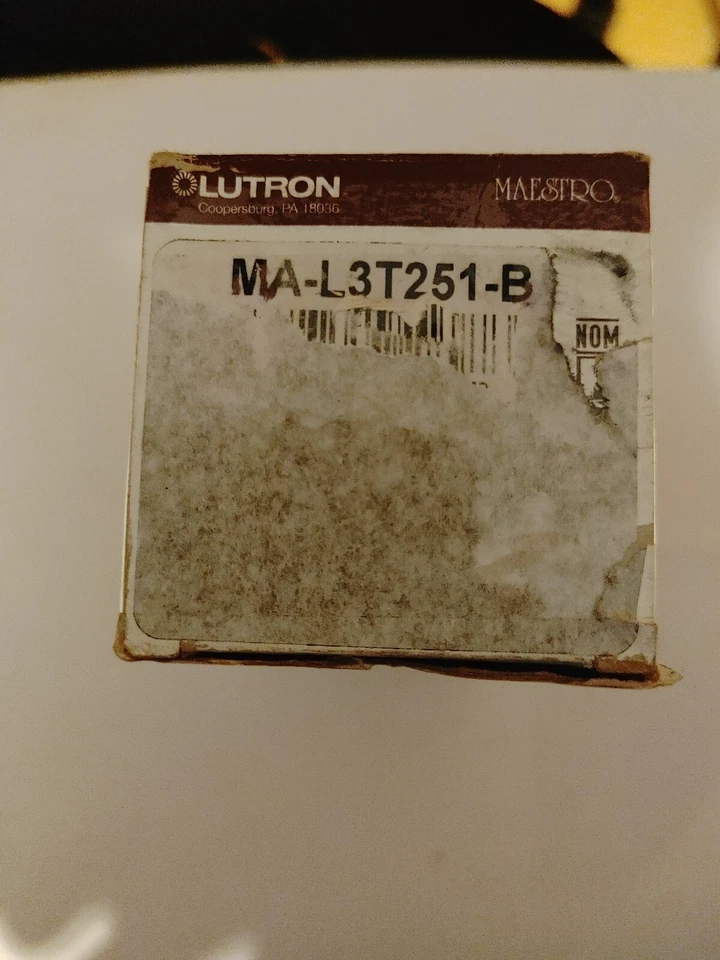 LUTRON
Coopersburg, PA 18036
MAESTRO®
MA-L3T251-B
NOM